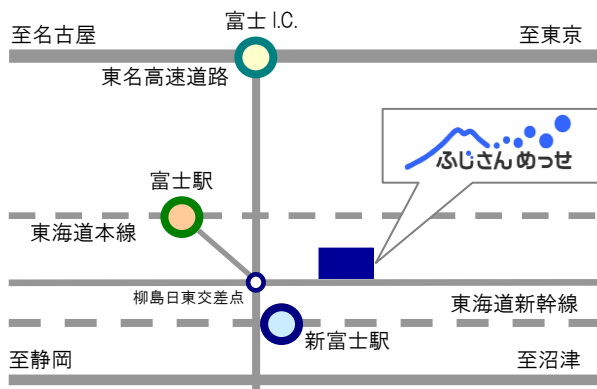 富士 I.C.
至名古屋
至東京
東名高速道路
ふじさんめっせ
富士駅
東海道本線
柳島日東交差点
東海道新幹線
新富士駅
至静岡
至沼津